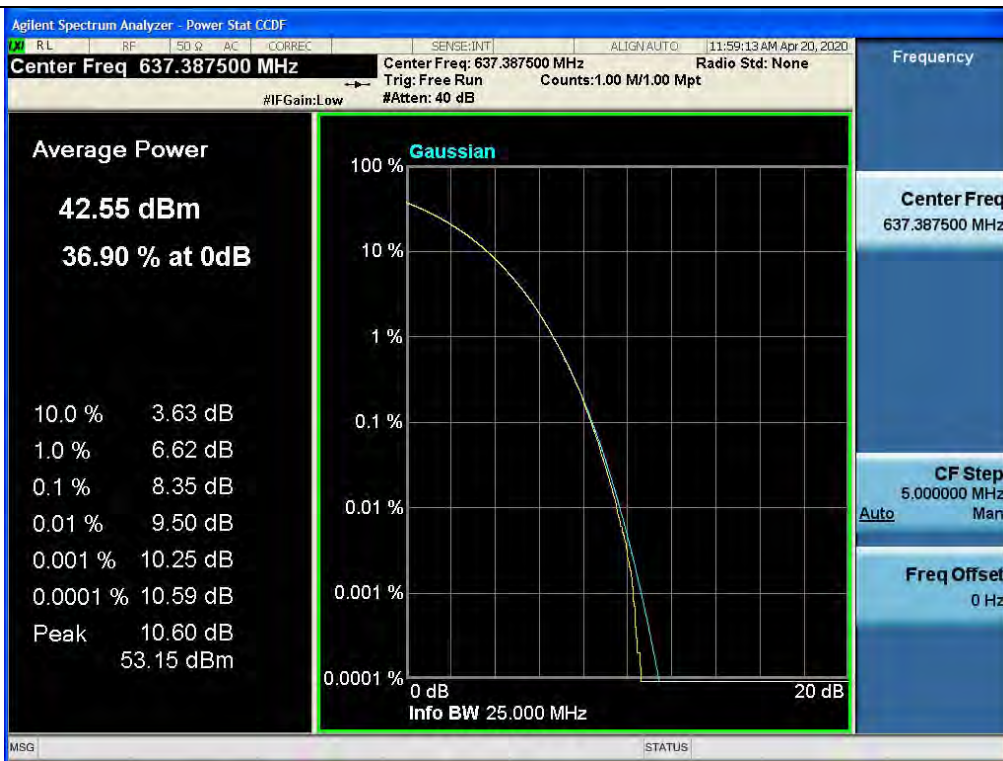 Agilent Spectrum Analyzer - Power Stat CCDF
LXI RL RF 50 Ω AC CORREC SENSE:INT ALIGNAUTO 11:59:13 AM Apr 20, 2020
Center Freq 637.387500 MHz
Center Freq: 637.387500 MHz Radio Std: None
Trig: Free Run Counts:1.00 M/1.00 Mpt
#IFGain:Low #Atten: 40 dB
Average Power
42.55 dBm
36.90 % at 0dB
10.0 % 3.63 dB
1.0 % 6.62 dB
0.1 % 8.35 dB
0.01 % 9.50 dB
0.001 % 10.25 dB
0.0001 % 10.59 dB
Peak 10.60 dB
53.15 dBm
Gaussian
100 %
10 %
1 %
0.1 %
0.01 %
0.001 %
0.0001 %
0 dB 20 dB
Info BW 25.000 MHz
Frequency
Center Freq
637.387500 MHz
CF Step
5.000000 MHz
Auto Man
Freq Offset
0 Hz
MSG STATUS